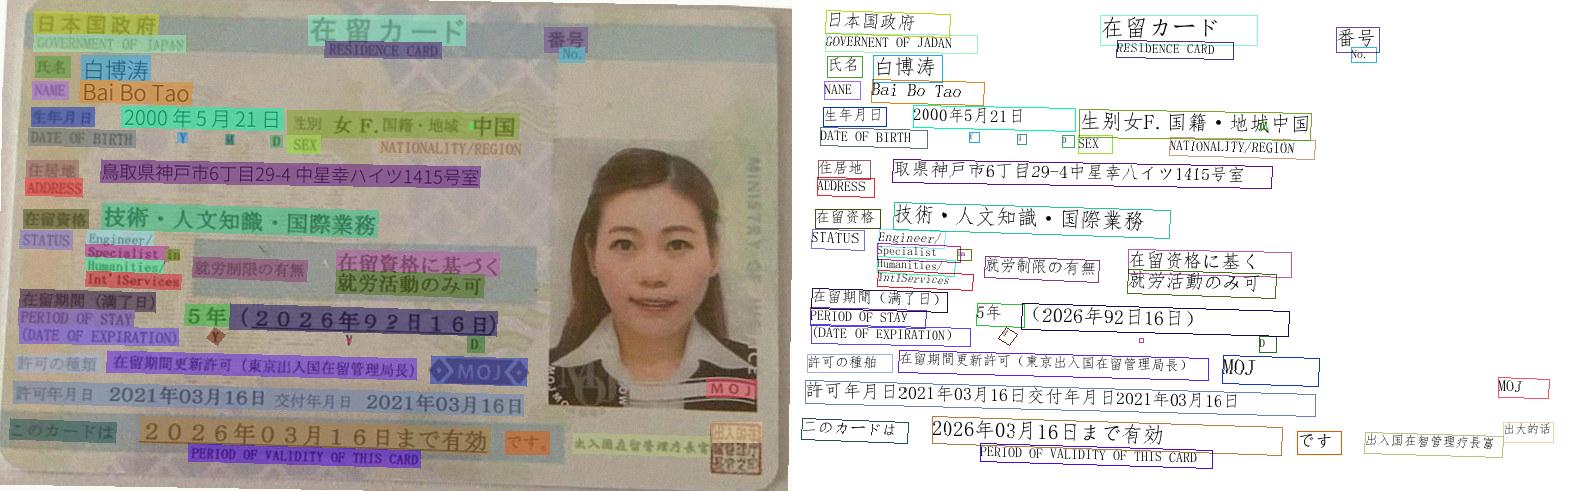 日本国政府 在留カード 番号
GOVERNMENT OF JAPAN RESIDENCE CARD No.
氏名 白博涛
NAME Bai Bo Tao
生年月日 2000年5月21日 生別 女 F. 国籍・地域 中国
DATE OF BIRTH Y M D SEX NATIONALITY/REGION
住居地 鳥取県神戸市6丁目29-4 中星幸ハイツ1415号室
ADDRESS
在留資格 技術・人文知識・国際業務
STATUS Engineer/
Specialist in
Humanities/
Int'lServices
就労制限の有無 在留資格に基づく
就労活動のみ可
在留期間(満了日) 5年(2026年92日16日)
PERIOD OF STAY
(DATE OF EXPIRATION) Y Y D
許可の種類 在留期間更新許可(東京出入国在留管理局長) MOJ MOJ
許可年月日 2021年03月16日 交付年月日 2021年03月16日
このカードは 2026年03月16日まで有効 です。
PERIOD OF VALIDITY OF THIS CARD
出入国在留管理庁長官
日本国政府 在留カード 番号
GOVERNENT OF JADAN RESIDENCE CARD No.
氏名 白博涛
NANE Bai Bo Tao
生年月日 2000年5月21日 生别女F.国籍・地域中国
DATE OF BIRTH SEX NATIONALITY/REGION
住居地 取県神戸市6丁目29-4中星幸八イツ1415号室
ADDRESS
在留資格 技術・人文知識・国際業務
STATUS Engineer/
Specialist in
Humanities/
Int1Services
就労制限の有無 在留資格に基く
就労活動のみ可
在留期間(満了日) 5年 (2026年92日16日)
PERIOD OF STAY
(DATE OF EXPIRATION) Y D
許可の種舶 在留期間更新許可(東京出入国在留管理局長) MOJ MOJ
許可年月日2021年03月16日交付年月日2021年03月16日
二のカードは 2026年03月16日まで有効 です
PERIOD OF VALIDITY OF THIS CARD
出入国在智管理庁長富 出大的话